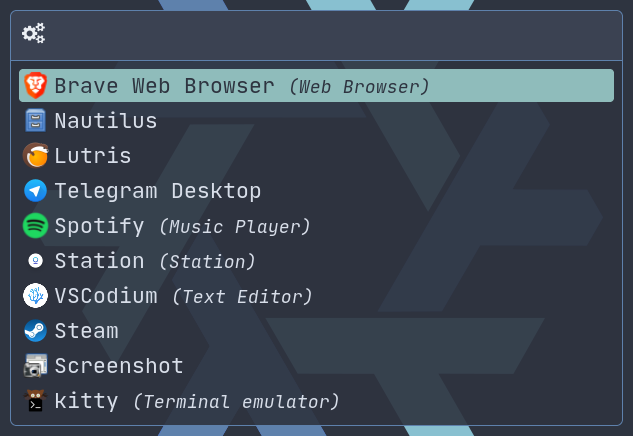 Brave Web Browser (Web Browser)
Nautilus
Lutris
Telegram Desktop
Spotify (Music Player)
Station (Station)
VSCodium (Text Editor)
Steam
Screenshot
kitty (Terminal emulator)